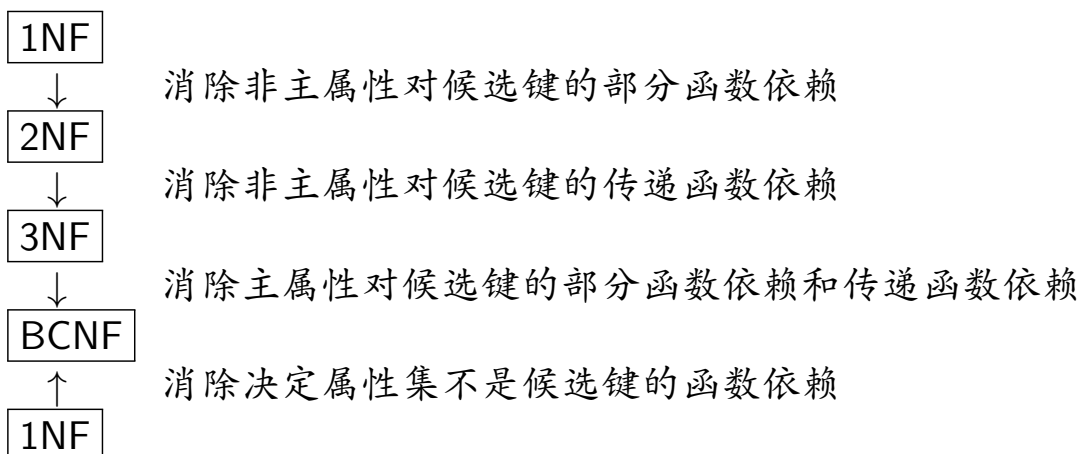 1NF
↓ 消除非主属性对候选键的部分函数依赖
2NF
↓ 消除非主属性对候选键的传递函数依赖
3NF
↓ 消除主属性对候选键的部分函数依赖和传递函数依赖
BCNF
↑ 消除决定属性集不是候选键的函数依赖
1NF